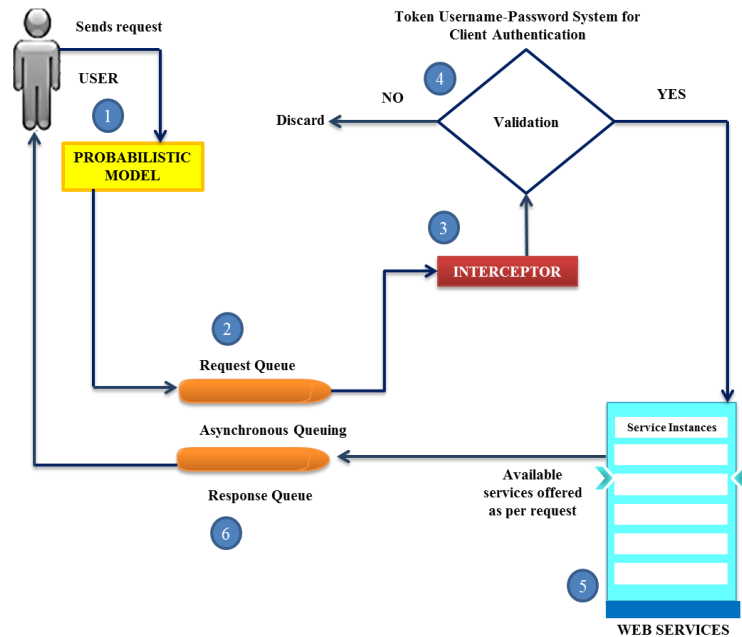 Sends request
Token Username-Password System for
Client Authentication
USER
4
NO
YES
1
Discard
Validation
PROBABILISTIC
MODEL
3
INTERCEPTOR
2
Request Queue
Asynchronous Queuing
Service Instances
Available
services offered
as per request
Response Queue
6
5
WEB SERVICES